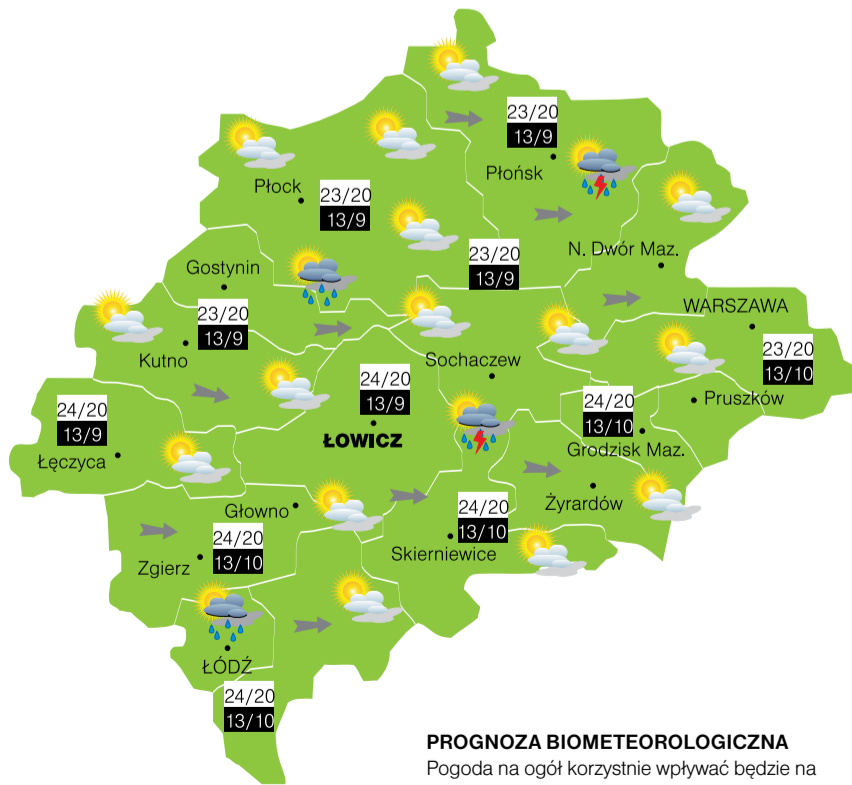 23/20
13/9
Płońsk
Płock
23/20
13/9
N. Dwór Maz.
23/20
13/9
Gostynin
WARSZAWA
23/20
13/9
Kutno
23/20
13/10
Sochaczew
24/20
13/9
ŁOWICZ
Pruszków
24/20
13/10
Grodzisk Maz.
24/20
13/9
Łęczyca
Żyrardów
Głowno
24/20
13/10
Skierniewice
24/20
13/10
Zgierz
ŁÓDŹ
24/20
13/10
PROGNOZA BIOMETEOROLOGICZNA
Pogoda na ogół korzystnie wpływać będzie na